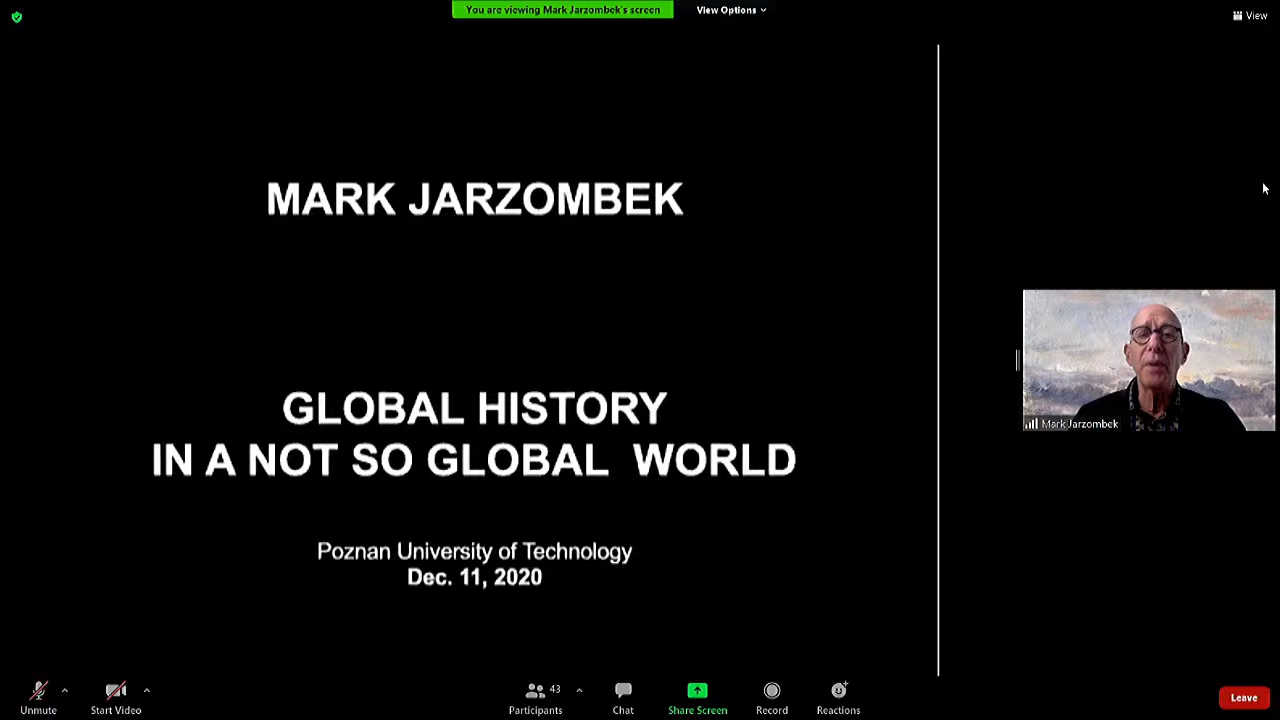 You are viewing Mark Jarzombek's screen
View Options
View
MARK JARZOMBEK
GLOBAL HISTORY
IN A NOT SO GLOBAL WORLD
Poznan University of Technology
Dec. 11, 2020
Mark Jarzombek
Unmute
Start Video
43
Participants
Chat
Share Screen
Record
Reactions
Leave